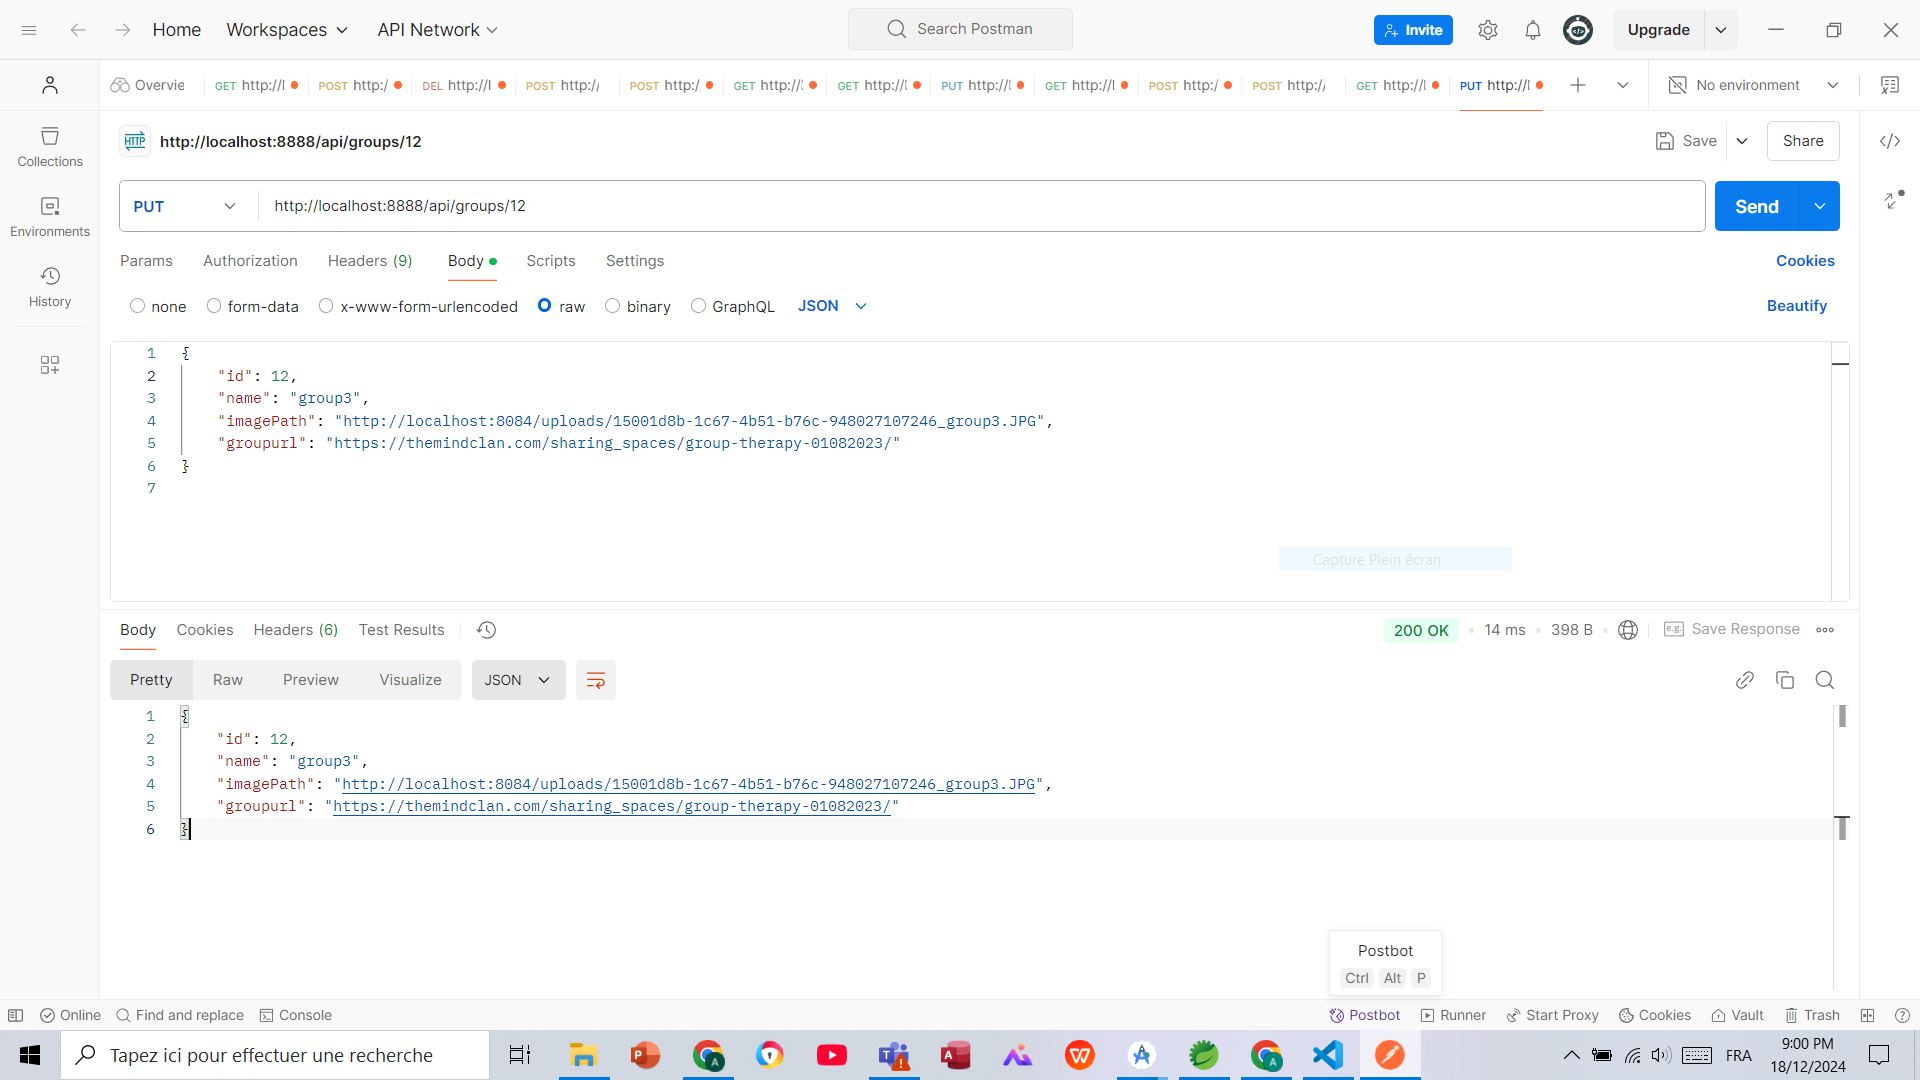 Home
Workspaces
API Network
Search Postman
Invite
Upgrade
Overvie
GET http://l
POST http:/
DEL http://l
POST http:/
POST http:/
GET http://
GET http://
PUT http://
GET http://l
POST http:/
POST http:/
GET http://
PUT http://
No environment
Collections
Environments
History
HTTP
http://localhost:8888/api/groups/12
Save
Share
PUT
http://localhost:8888/api/groups/12
Send
Params
Authorization
Headers (9)
Body
Scripts
Settings
Cookies
none
form-data
x-www-form-urlencoded
raw
binary
GraphQL
JSON
Beautify
1 {
2 "id": 12,
3 "name": "group3",
4 "imagePath": "http://localhost:8084/uploads/15001d8b-1c67-4b51-b76c-948027107246_group3.JPG",
5 "groupurl": "https://themindclan.com/sharing_spaces/group-therapy-01082023/"
6 }
7
Capture Plein écran
Body
Cookies
Headers (6)
Test Results
200 OK
14 ms
398 B
e.g.
Save Response
Pretty
Raw
Preview
Visualize
JSON
1 {
2 "id": 12,
3 "name": "group3",
4 "imagePath": "http://localhost:8084/uploads/15001d8b-1c67-4b51-b76c-948027107246_group3.JPG",
5 "groupurl": "https://themindclan.com/sharing_spaces/group-therapy-01082023/"
6 }
Postbot
Ctrl Alt P
Online
Find and replace
Console
Postbot
Runner
Start Proxy
Cookies
Vault
Trash
Tapez ici pour effectuer une recherche
FRA
9:00 PM
18/12/2024